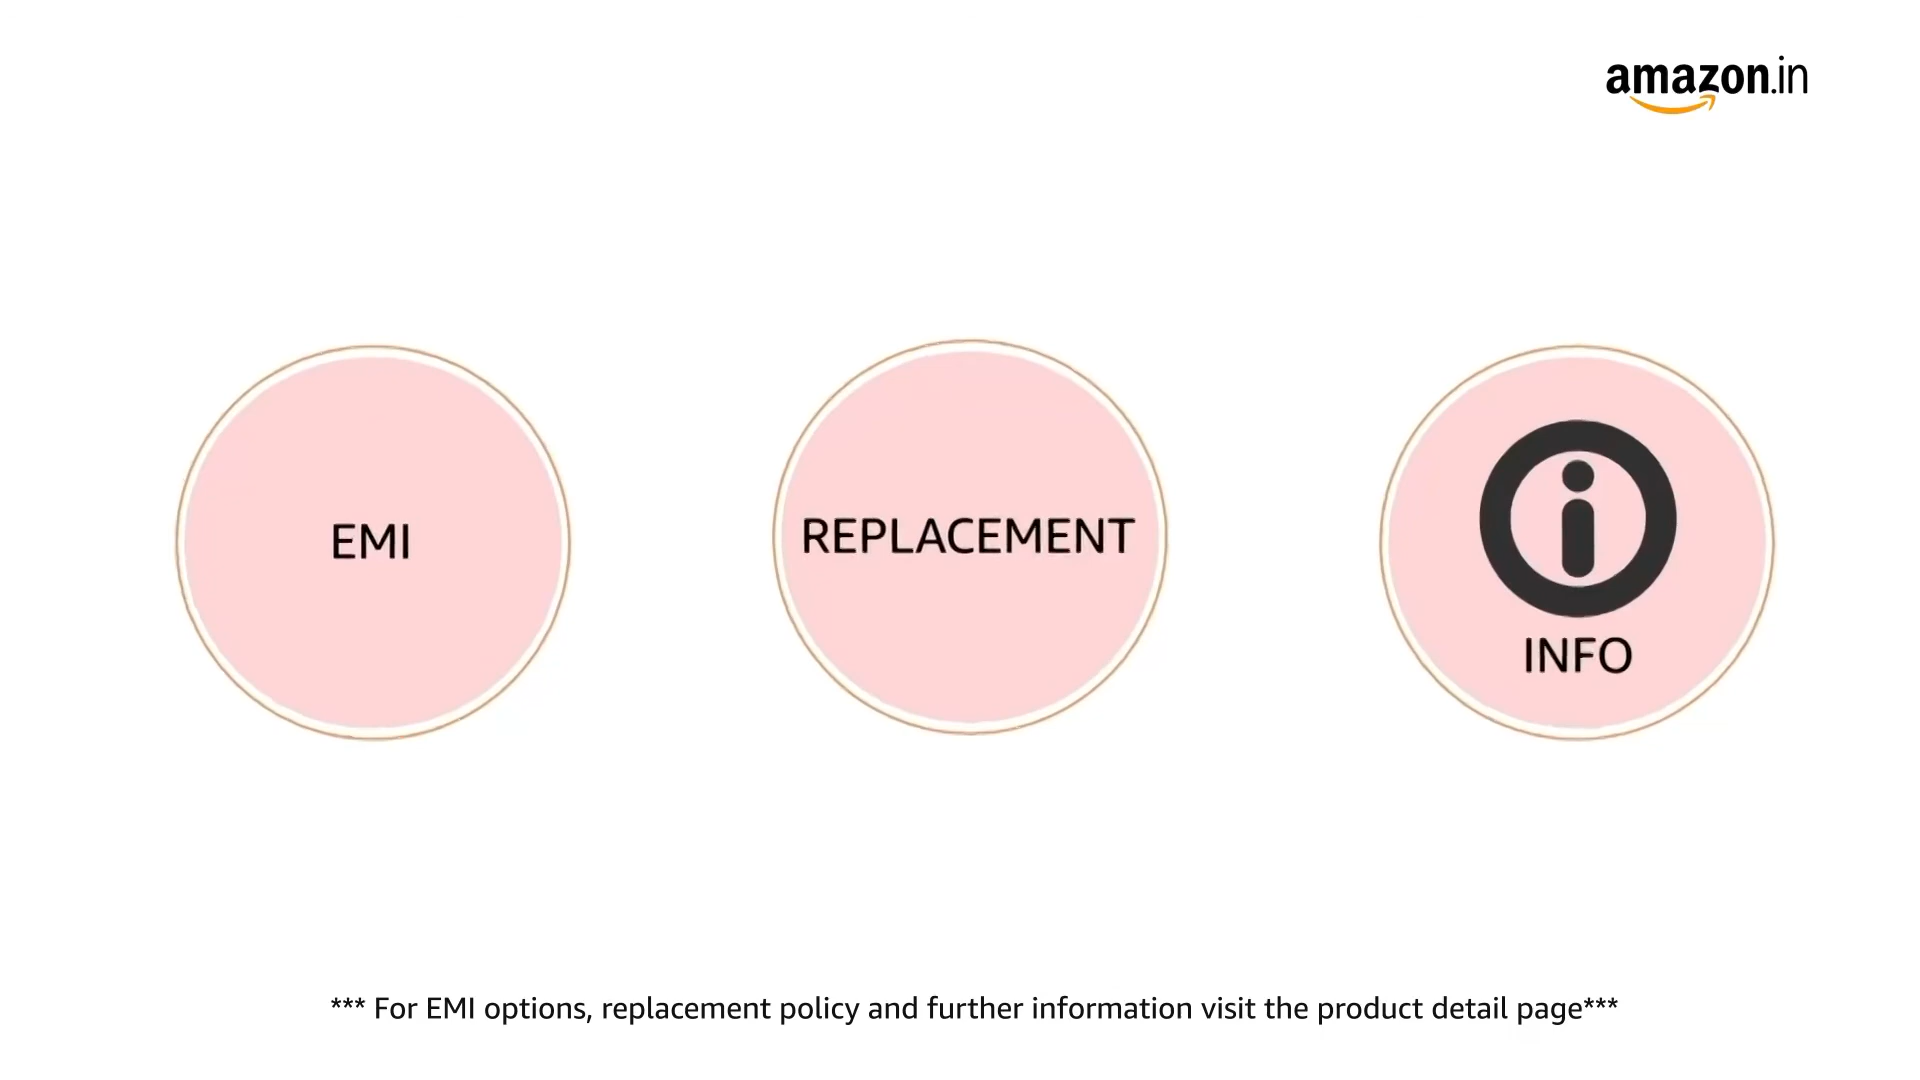 amazon.in
EMI
REPLACEMENT
INFO
*** For EMI options, replacement policy and further information visit the product detail page***